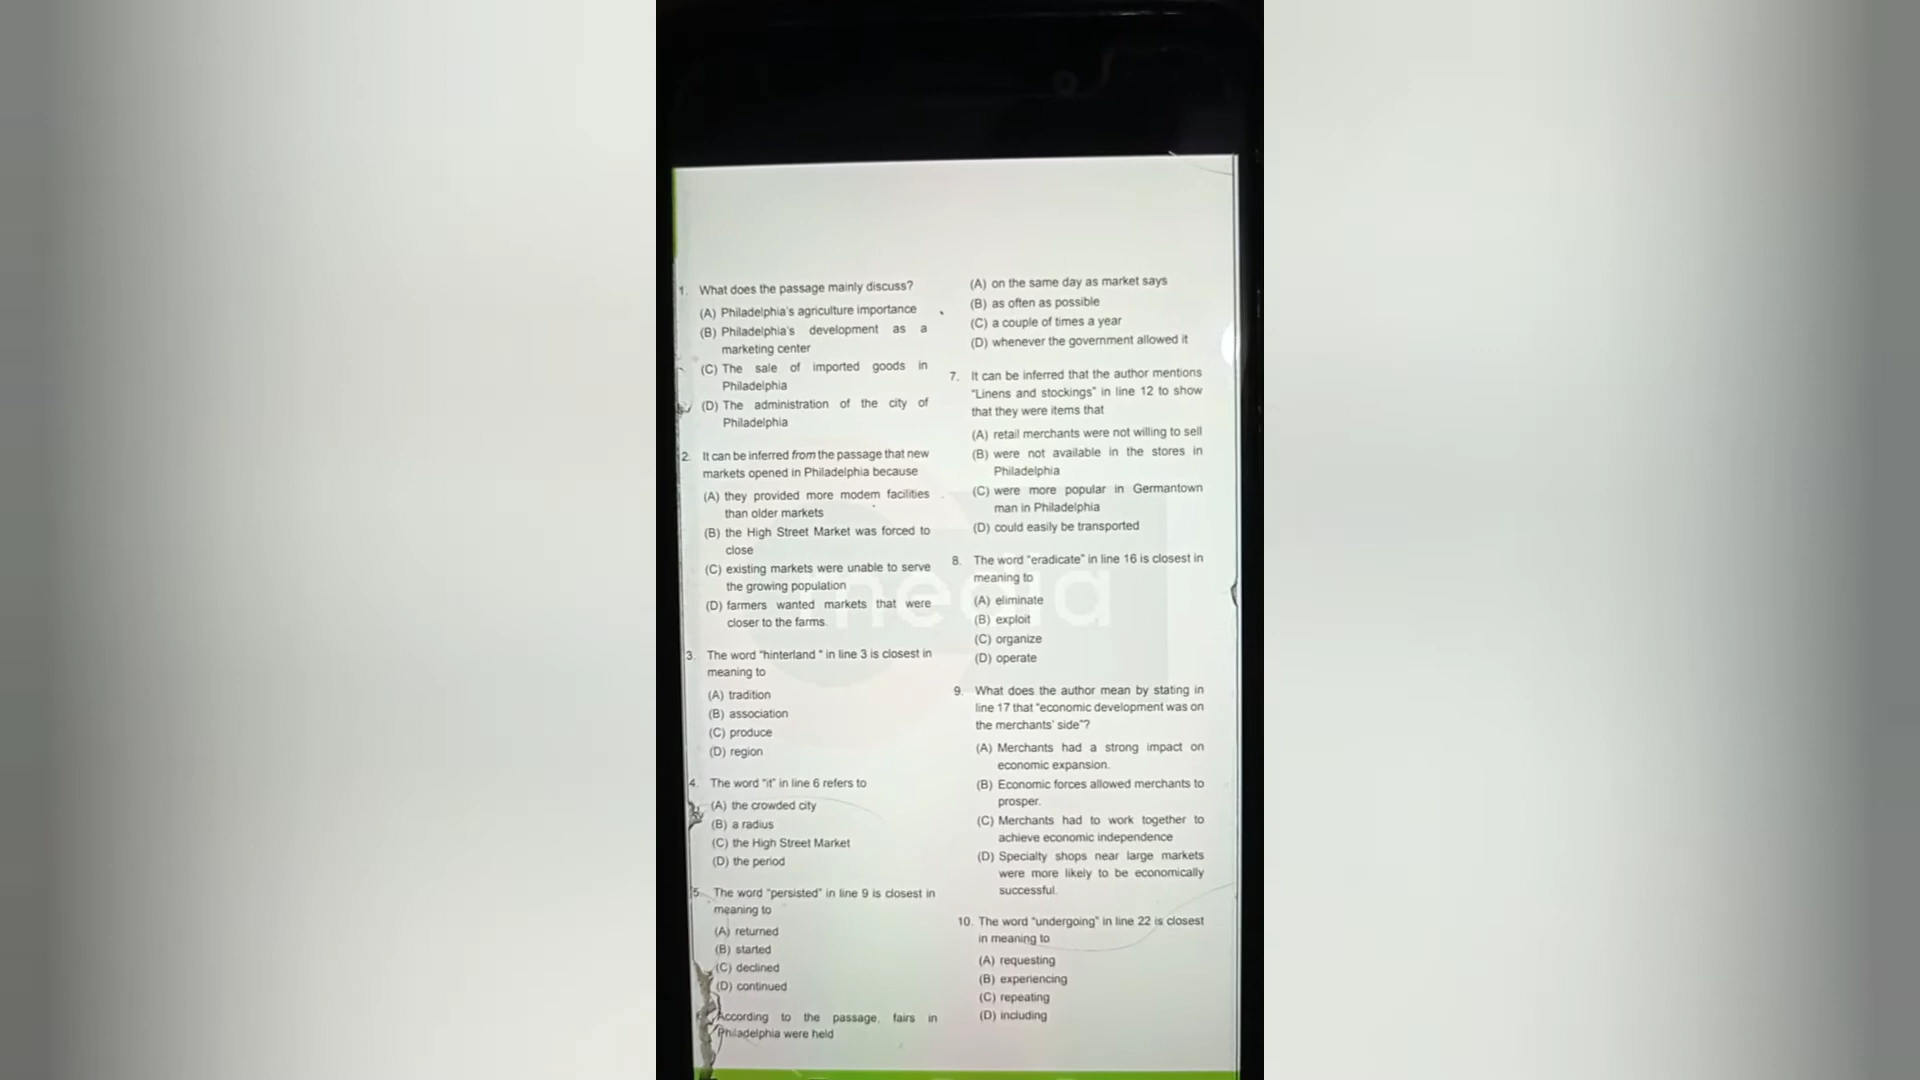 1. What does the passage mainly discuss?
(A) Philadelphia's agriculture importance
(B) Philadelphia's development as a
marketing center
(C) The sale of imported goods in
Philadelphia
(D) The administration of the city of
Philadelphia
2. It can be inferred from the passage that new
markets opened in Philadelphia because
(A) they provided more modem facilities
than older markets
(B) the High Street Market was forced to
close
(C) existing markets were unable to serve
the growing population
(D) farmers wanted markets that were
closer to the farms.
3. The word "hinterland " in line 3 is closest in
meaning to
(A) tradition
(B) association
(C) produce
(D) region
4. The word "it" in line 6 refers to
(A) the crowded city
(B) a radius
(C) the High Street Market
(D) the period
5. The word "persisted" in line 9 is closest in
meaning to
(A) returned
(B) started
(C) declined
(D) continued
According to the passage, fairs in
Philadelphia were held
(A) on the same day as market says
(B) as often as possible
(C) a couple of times a year
(D) whenever the government allowed it
7. It can be inferred that the author mentions
"Linens and stockings" in line 12 to show
that they were items that
(A) retail merchants were not willing to sell
(B) were not available in the stores in
Philadelphia
(C) were more popular in Germantown
man in Philadelphia
(D) could easily be transported
8. The word "eradicate" in line 16 is closest in
meaning to
(A) eliminate
(B) exploit
(C) organize
(D) operate
9. What does the author mean by stating in
line 17 that "economic development was on
the merchants' side"?
(A) Merchants had a strong impact on
economic expansion.
(B) Economic forces allowed merchants to
prosper.
(C) Merchants had to work together to
achieve economic independence
(D) Specialty shops near large markets
were more likely to be economically
successful.
10. The word "undergoing" in line 22 is closest
in meaning to
(A) requesting
(B) experiencing
(C) repeating
(D) including
media